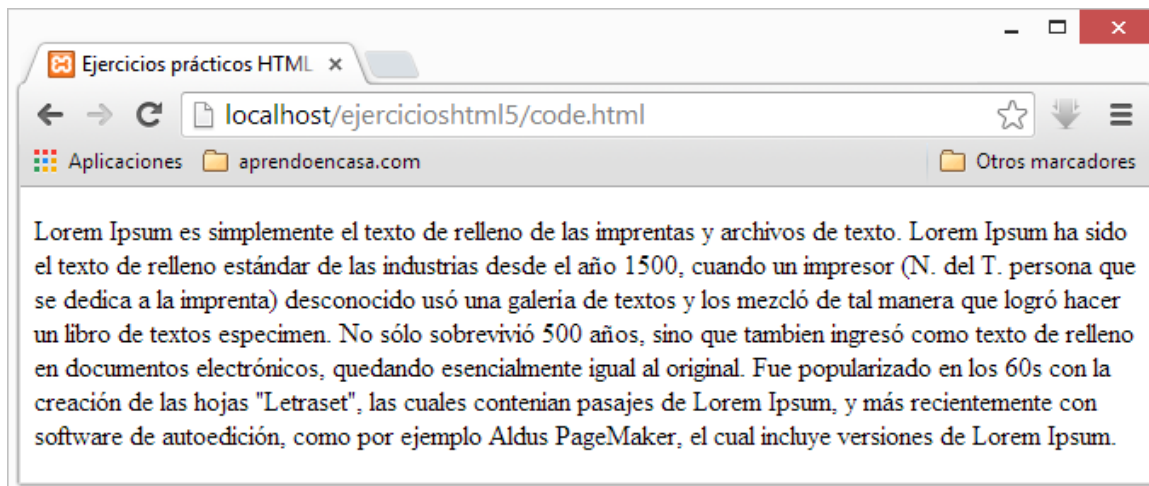 Ejercicios prácticos HTML
localhost/ejercicioshtml5/code.html
Aplicaciones aprendoencasa.com Otros marcadores
Lorem Ipsum es simplemente el texto de relleno de las imprentas y archivos de texto. Lorem Ipsum ha sido
el texto de relleno estándar de las industrias desde el año 1500, cuando un impresor (N. del T. persona que
se dedica a la imprenta) desconocido usó una galería de textos y los mezcló de tal manera que logró hacer
un libro de textos especimen. No sólo sobrevivió 500 años, sino que tambien ingresó como texto de relleno
en documentos electrónicos, quedando esencialmente igual al original. Fue popularizado en los 60s con la
creación de las hojas "Letraset", las cuales contenian pasajes de Lorem Ipsum, y más recientemente con
software de autoedición, como por ejemplo Aldus PageMaker, el cual incluye versiones de Lorem Ipsum.